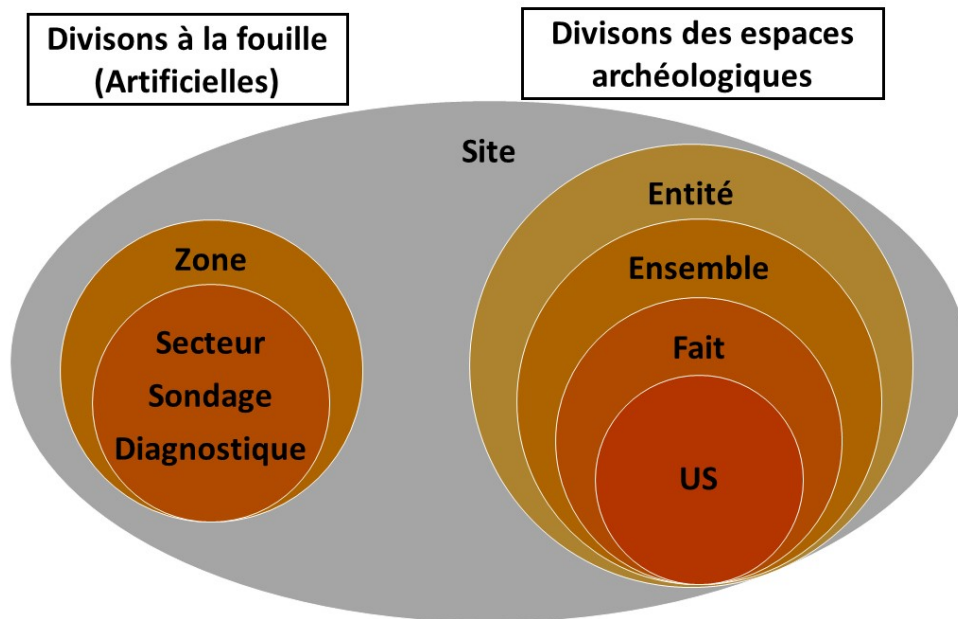 Divisons à la fouille
(Artificielles)
Divisons des espaces
archéologiques
Site
Zone
Secteur
Sondage
Diagnostique
Entité
Ensemble
Fait
US